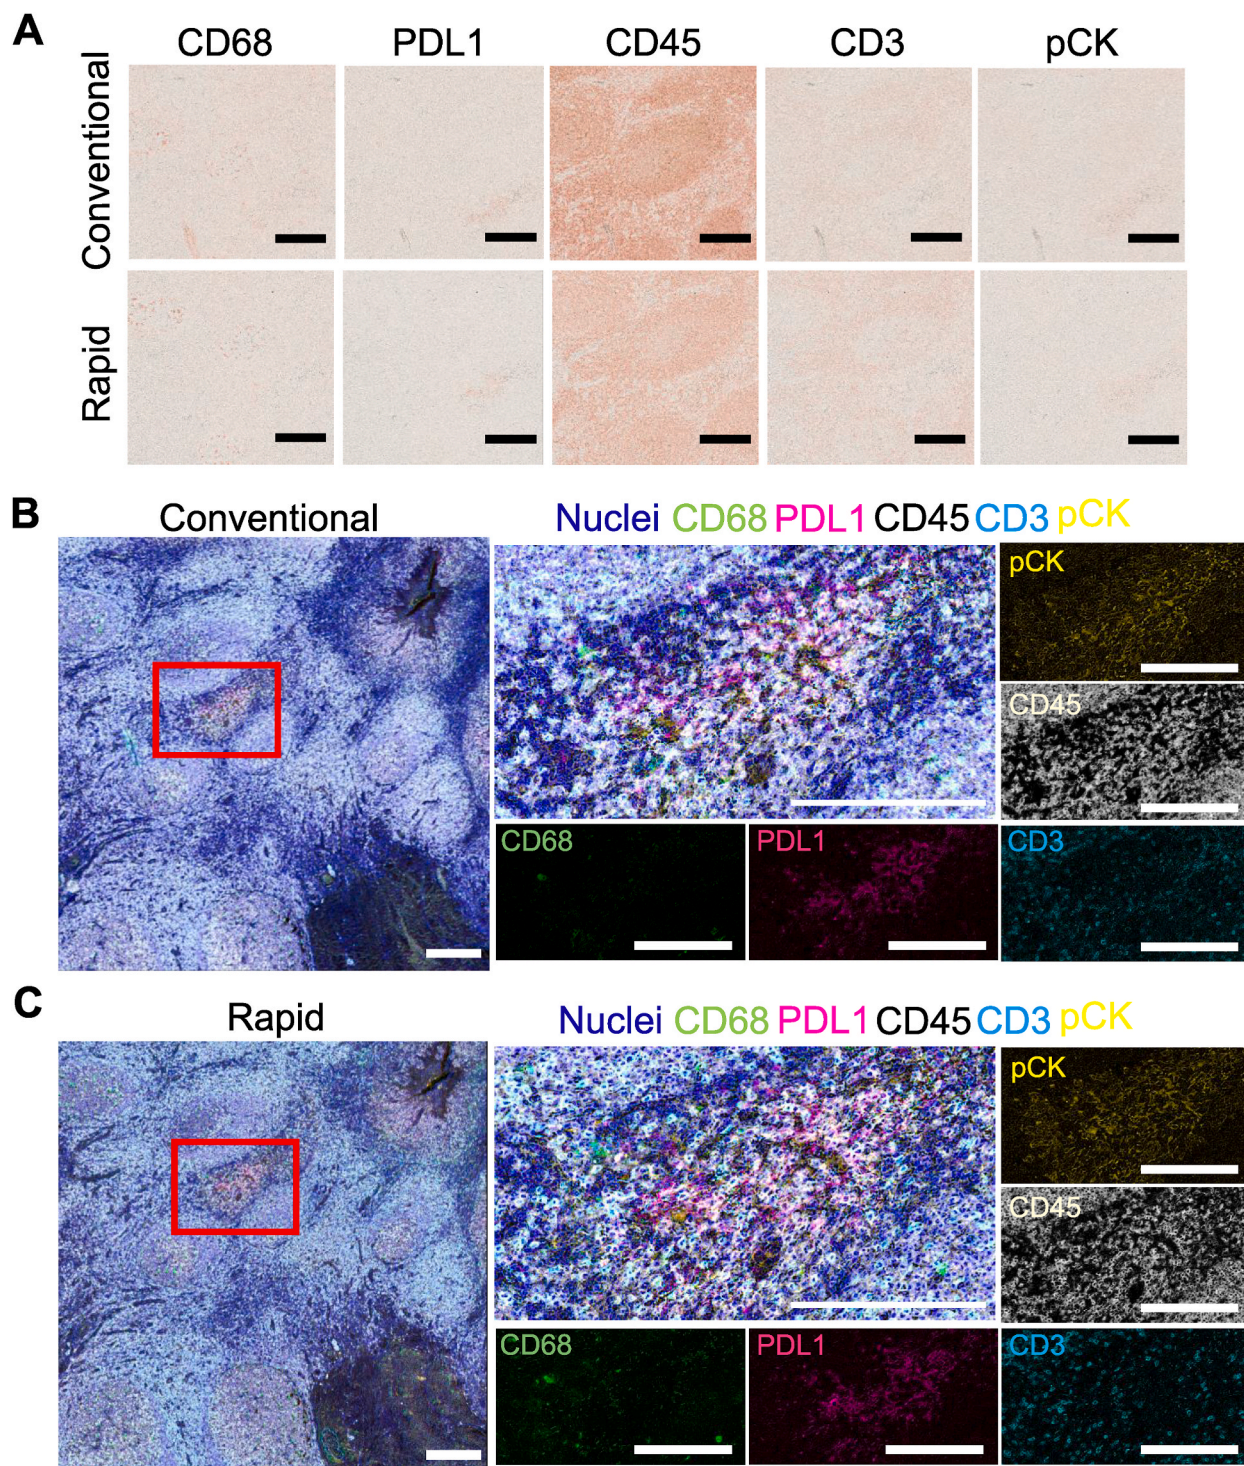 A
CD68 PDL1 CD45 CD3 pCK
Conventional
Rapid
B
Conventional
Nuclei CD68 PDL1 CD45 CD3 pCK
pCK
CD45
CD68
PDL1
CD3
C
Rapid
Nuclei CD68 PDL1 CD45 CD3 pCK
pCK
CD45
CD68
PDL1
CD3